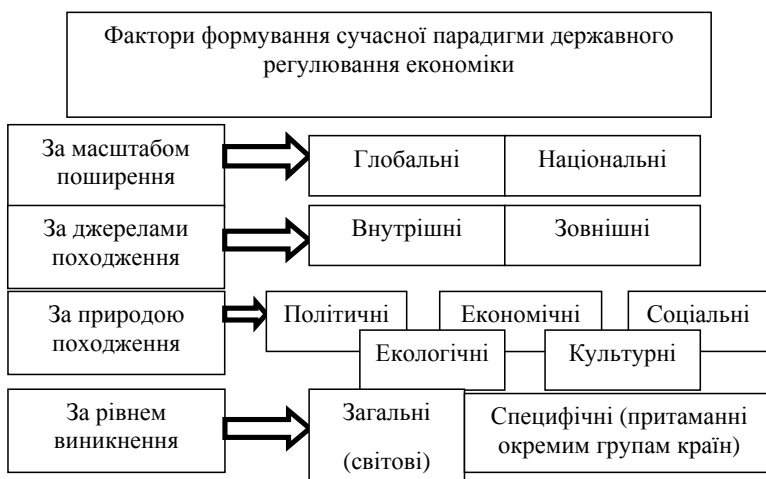 Фактори формування сучасної парадигми державного
регулювання економіки
За масштабом
поширення
Глобальні
Національні
За джерелами
походження
Внутрішні
Зовнішні
За природою
походження
Політичні
Економічні
Соціальні
Екологічні
Культурні
За рівнем
виникнення
Загальні
(світові)
Специфічні (притаманні
окремим групам країн)